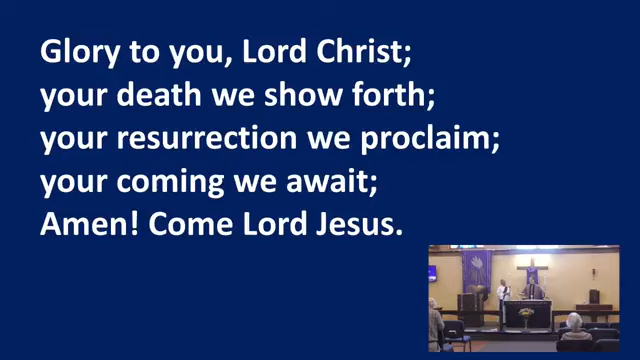 Glory to you, Lord Christ;
your death we show forth;
your resurrection we proclaim;
your coming we await;
Amen! Come Lord Jesus.